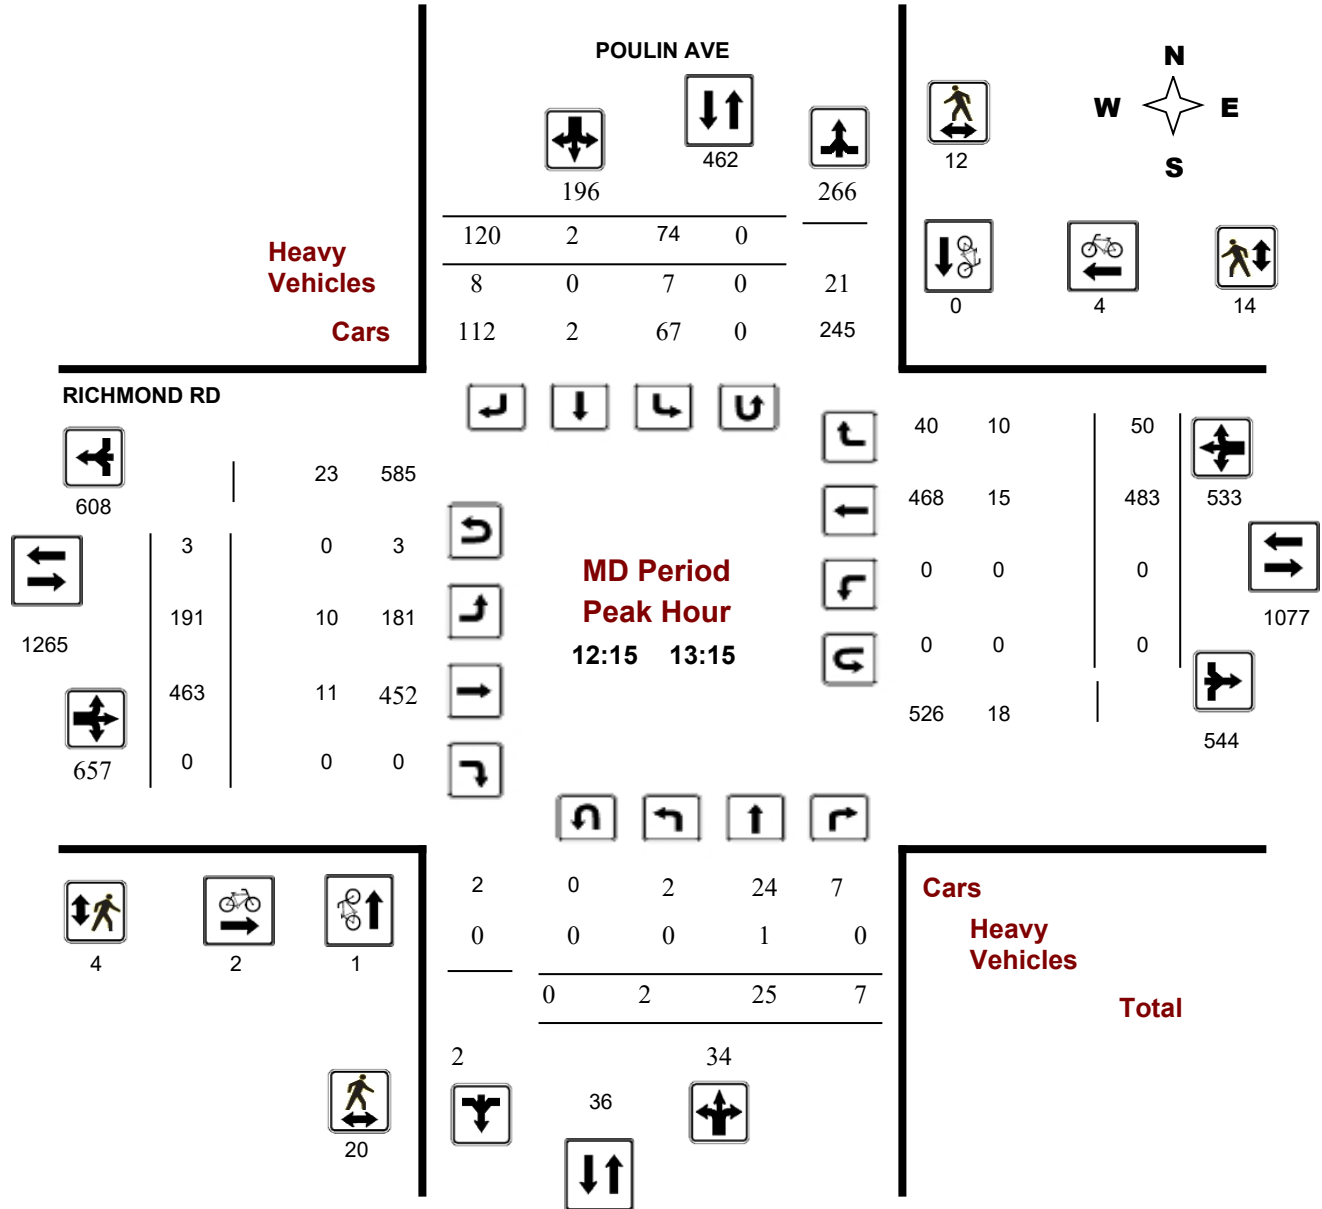 POULIN AVE
N
W E
S
462
12
196
266
120 2 74 0
Heavy
Vehicles
8 0 7 0 21
0 4 14
Cars
112 2 67 0 245
RICHMOND RD
40 10 50
23 585
608
468 15 483 533
3 0 3
MD Period
0 0 0
Peak Hour
191 10 181
1077
1265
12:15 13:15
0 0 0
463 11 452
526 18
544
657
0 0 0
2 0 2 24 7
Cars
0 0 0 1 0
Heavy
Vehicles
4 2 1
0 2 25 7
Total
2 34
36
20